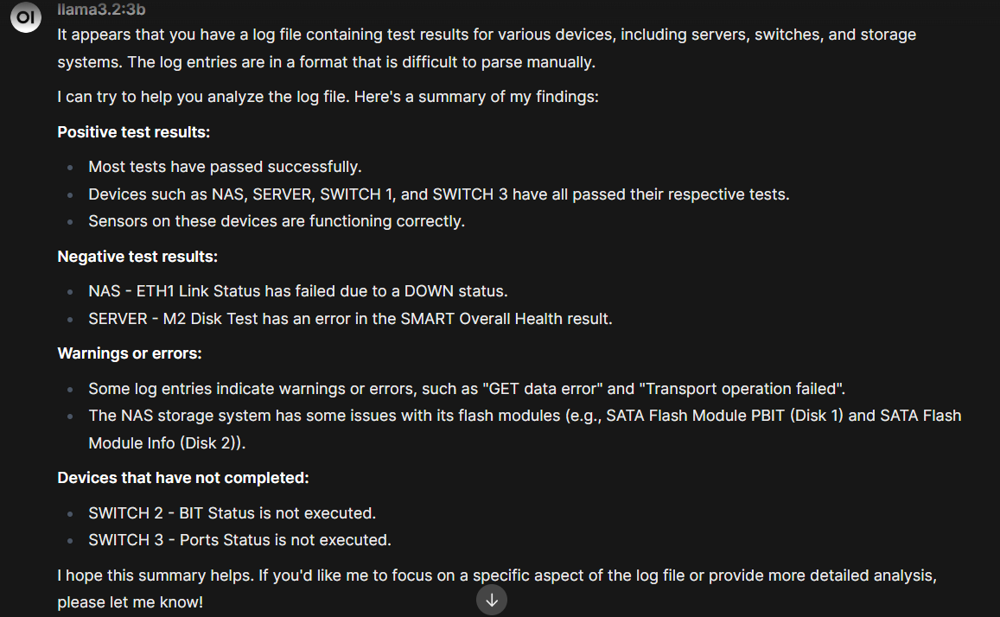 OI
llama3.2:3b
It appears that you have a log file containing test results for various devices, including servers, switches, and storage
systems. The log entries are in a format that is difficult to parse manually.
I can try to help you analyze the log file. Here's a summary of my findings:
Positive test results:
Most tests have passed successfully.
Devices such as NAS, SERVER, SWITCH 1, and SWITCH 3 have all passed their respective tests.
Sensors on these devices are functioning correctly.
Negative test results:
NAS - ETH1 Link Status has failed due to a DOWN status.
SERVER - M2 Disk Test has an error in the SMART Overall Health result.
Warnings or errors:
Some log entries indicate warnings or errors, such as "GET data error" and "Transport operation failed".
The NAS storage system has some issues with its flash modules (e.g., SATA Flash Module PBIT (Disk 1) and SATA Flash
Module Info (Disk 2)).
Devices that have not completed:
SWITCH 2 - BIT Status is not executed.
SWITCH 3 - Ports Status is not executed.
I hope this summary helps. If you'd like me to focus on a specific aspect of the log file or provide more detailed analysis,
please let me know!